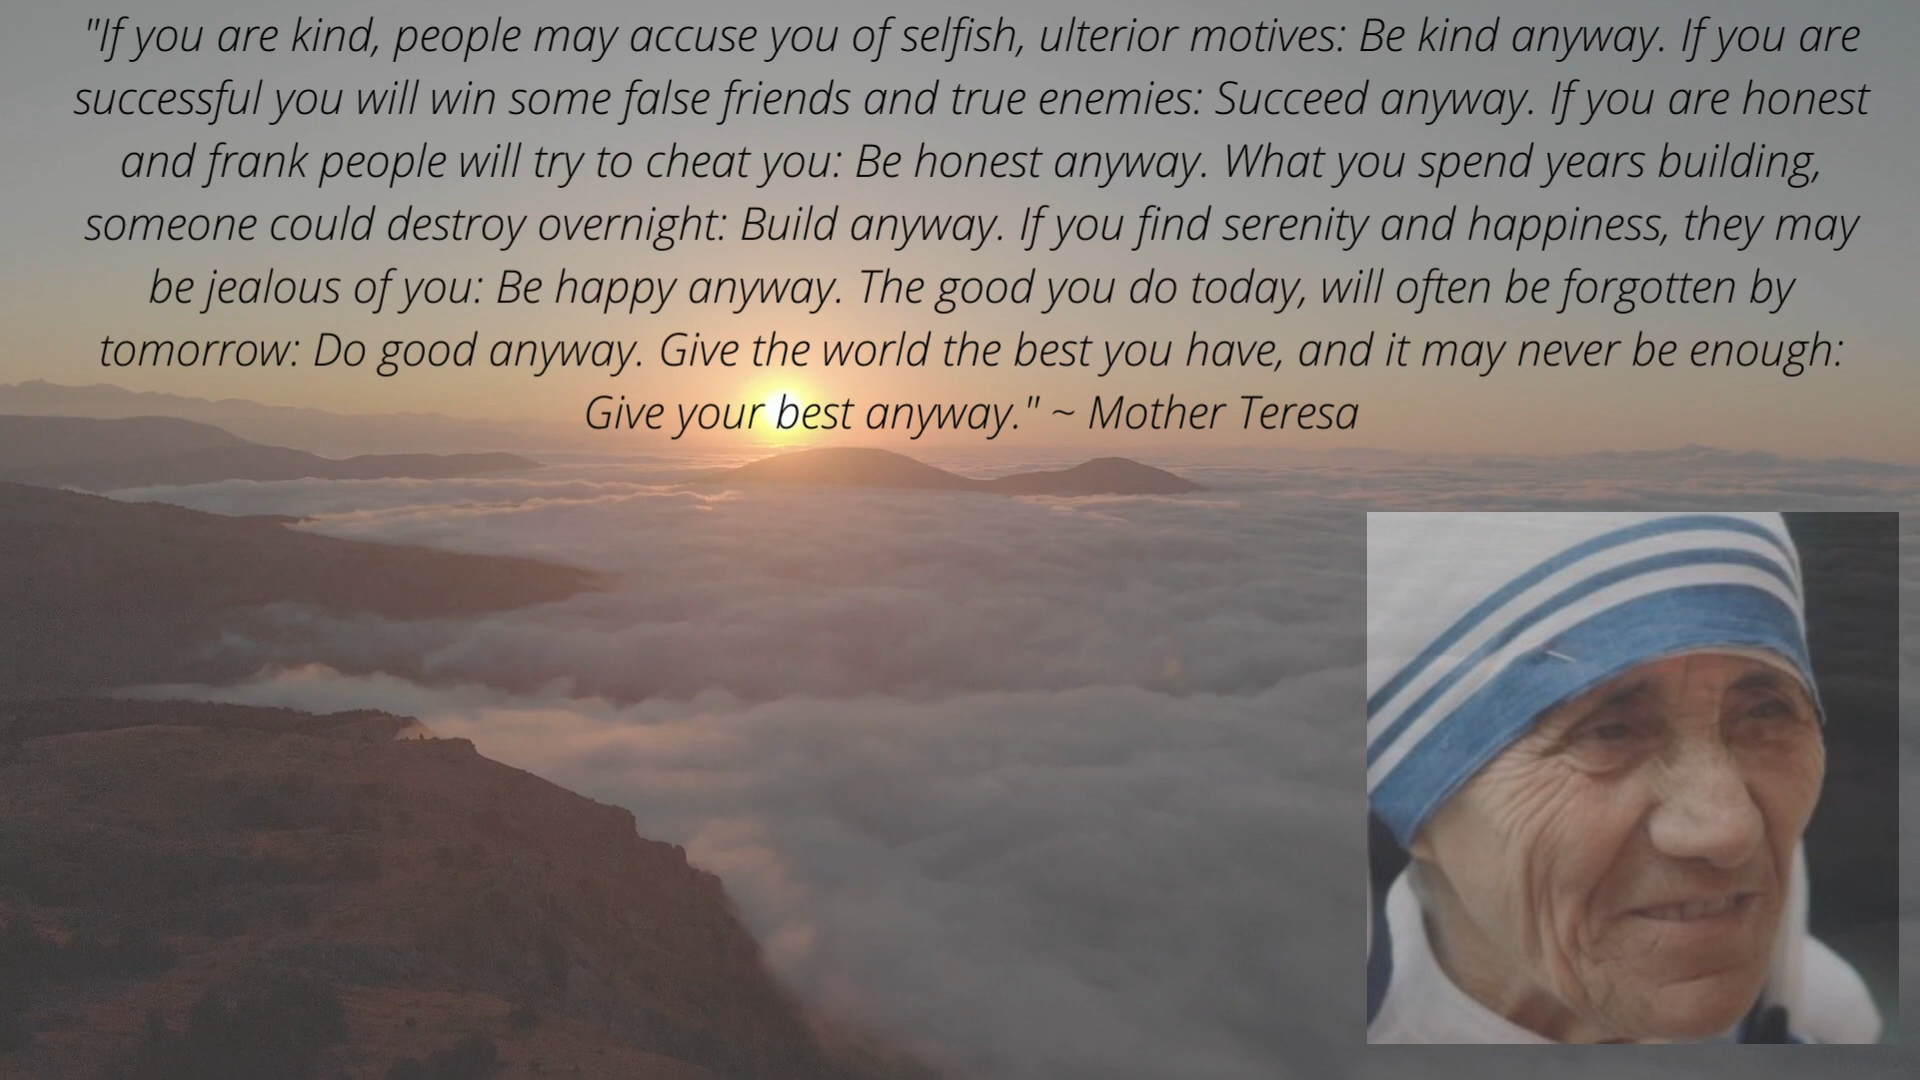 "If you are kind, people may accuse you of selfish, ulterior motives: Be kind anyway. If you are
successful you will win some false friends and true enemies: Succeed anyway. If you are honest
and frank people will try to cheat you: Be honest anyway. What you spend years building,
someone could destroy overnight: Build anyway. If you find serenity and happiness, they may
be jealous of you: Be happy anyway. The good you do today, will often be forgotten by
tomorrow: Do good anyway. Give the world the best you have, and it may never be enough:
Give your best anyway." ~ Mother Teresa